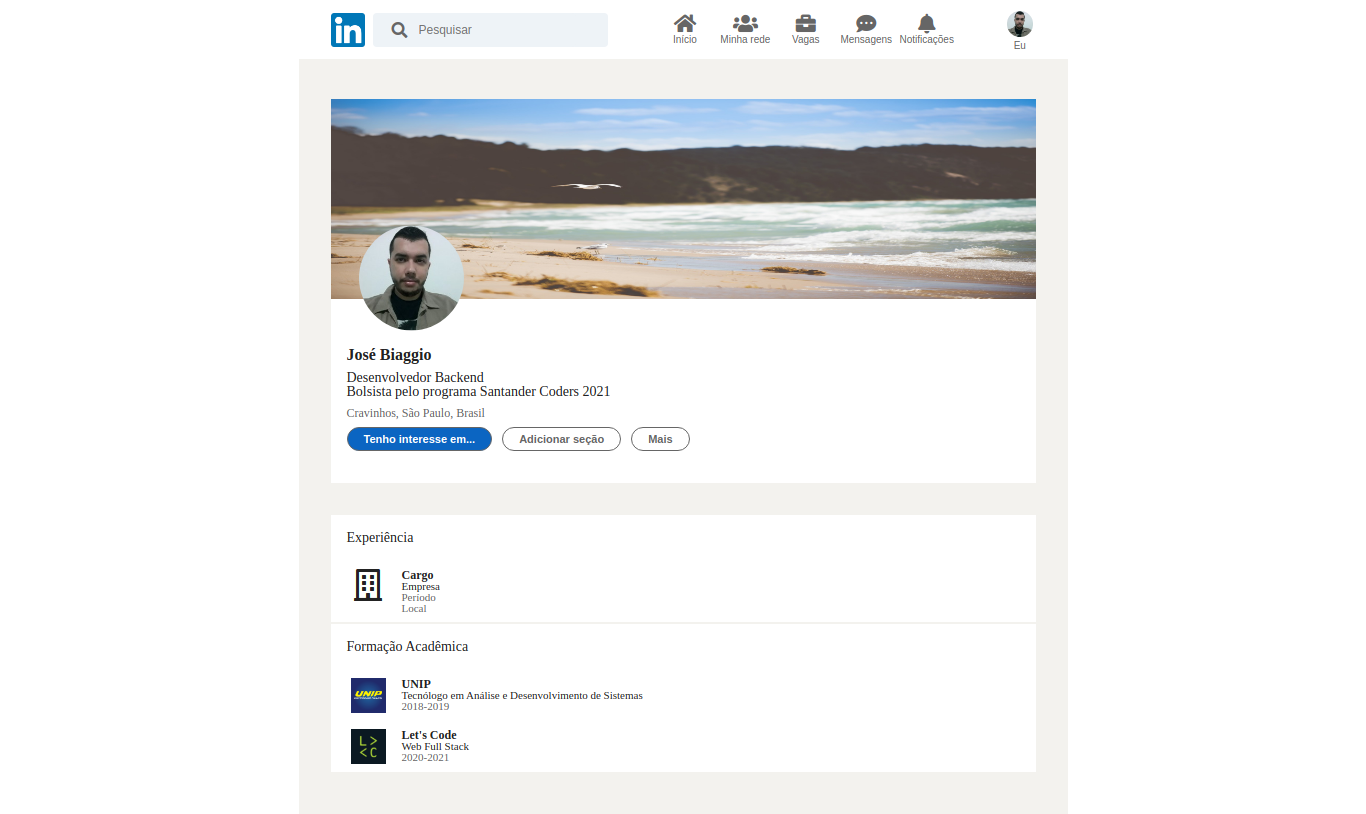 in
Pesquisar
Início
Minha rede
Vagas
Mensagens
Notificações
Eu
José Biaggio
Desenvolvedor Backend
Bolsista pelo programa Santander Coders 2021
Cravinhos, São Paulo, Brasil
Tenho interesse em...
Adicionar seção
Mais
Experiência
Cargo
Empresa
Período
Local
Formação Acadêmica
UNIP
UNIP
Tecnólogo em Análise e Desenvolvimento de Sistemas
2018-2019
L>
<C
Let's Code
Web Full Stack
2020-2021